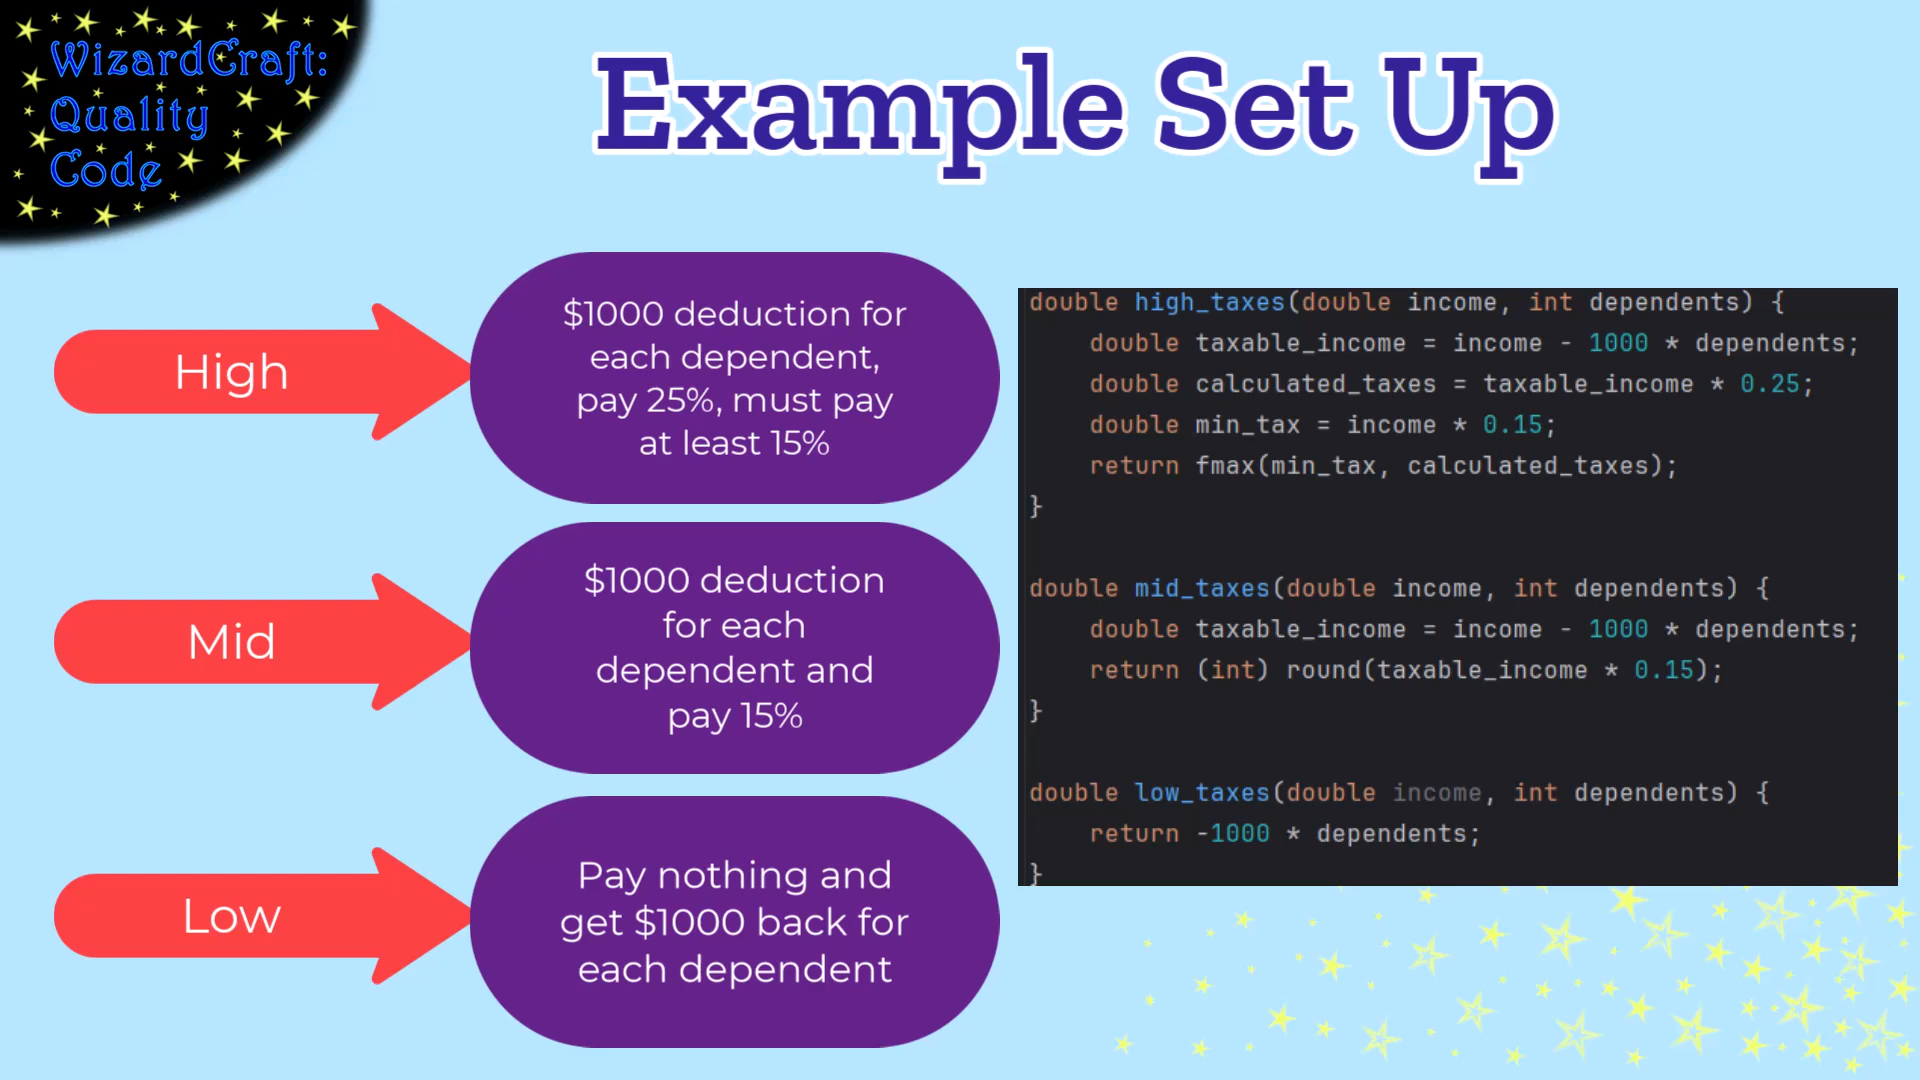 WizardCraft:
Quality
Code
Example Set Up
High
$1000 deduction for
each dependent,
pay 25%, must pay
at least 15%
Mid
$1000 deduction
for each
dependent and
pay 15%
Low
Pay nothing and
get $1000 back for
each dependent
double high_taxes(double income, int dependents) {
    double taxable_income = income - 1000 * dependents;
    double calculated_taxes = taxable_income * 0.25;
    double min_tax = income * 0.15;
    return fmax(min_tax, calculated_taxes);
}
double mid_taxes(double income, int dependents) {
    double taxable_income = income - 1000 * dependents;
    return (int) round(taxable_income * 0.15);
}
double low_taxes(double income, int dependents) {
    return -1000 * dependents;
}